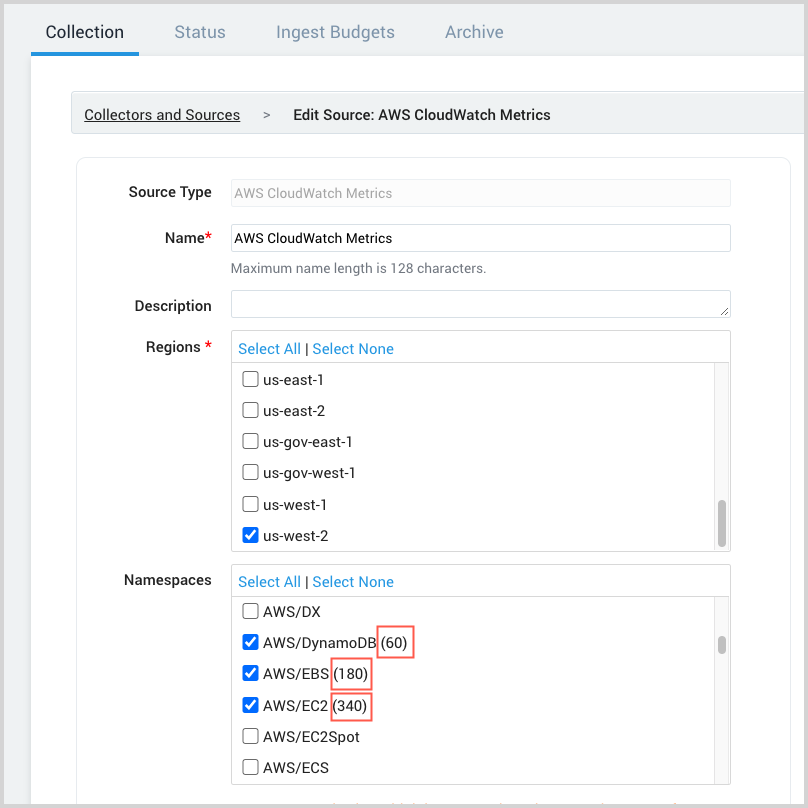 Collection Status Ingest Budgets Archive
Collectors and Sources > Edit Source: AWS CloudWatch Metrics
Source Type AWS CloudWatch Metrics
Name* AWS CloudWatch Metrics
Maximum name length is 128 characters.
Description
Regions * Select All | Select None
us-east-1
us-east-2
us-gov-east-1
us-gov-west-1
us-west-1
us-west-2
Namespaces Select All | Select None
AWS/DX
AWS/DynamoDB (60)
AWS/EBS (180)
AWS/EC2 (340)
AWS/EC2Spot
AWS/ECS